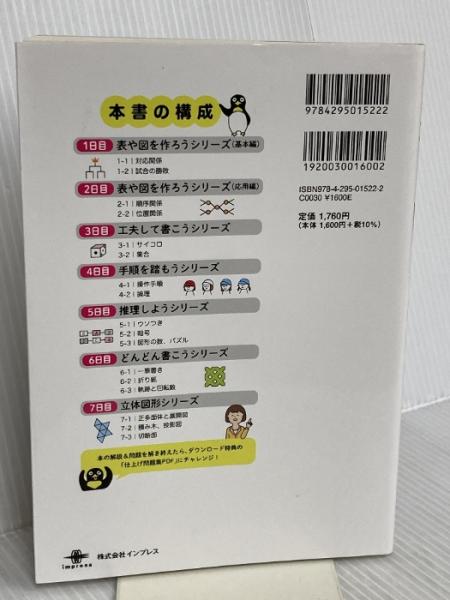 本書の構成
1日目 表や図を作ろうシリーズ(基本編)
1-1 | 対応関係
1-2 | 試合の勝敗
2日目 表や図を作ろうシリーズ(応用編)
2-1 | 順序関係
2-2 | 位置関係
3日目 工夫して書こうシリーズ
3-1 | サイコロ
3-2 | 集合
4日目 手順を踏もうシリーズ
4-1 | 操作手順
4-2 | 論理
5日目 推理しようシリーズ
5-1 | ウソつき
5-2 | 暗号
5-3 | 図形の数、パズル
6日目 どんどん書こうシリーズ
6-1 | 一筆書き
6-2 | 折り紙
6-3 | 軌跡と回転数
7日目 立体図形シリーズ
7-1 | 正多面体と展開図
7-2 | 積み木、投影図
7-3 | 切断面
本の解説&問題を解き終えたら、ダウンロード特典の
「仕上げ問題集PDF」にチャレンジ!
impress 株式会社インプレス
9784295015222
1920030016002
ISBN978-4-295-01522-2
C0030 ¥1600E
定価 1,760円
(本体 1,600円+税10%)